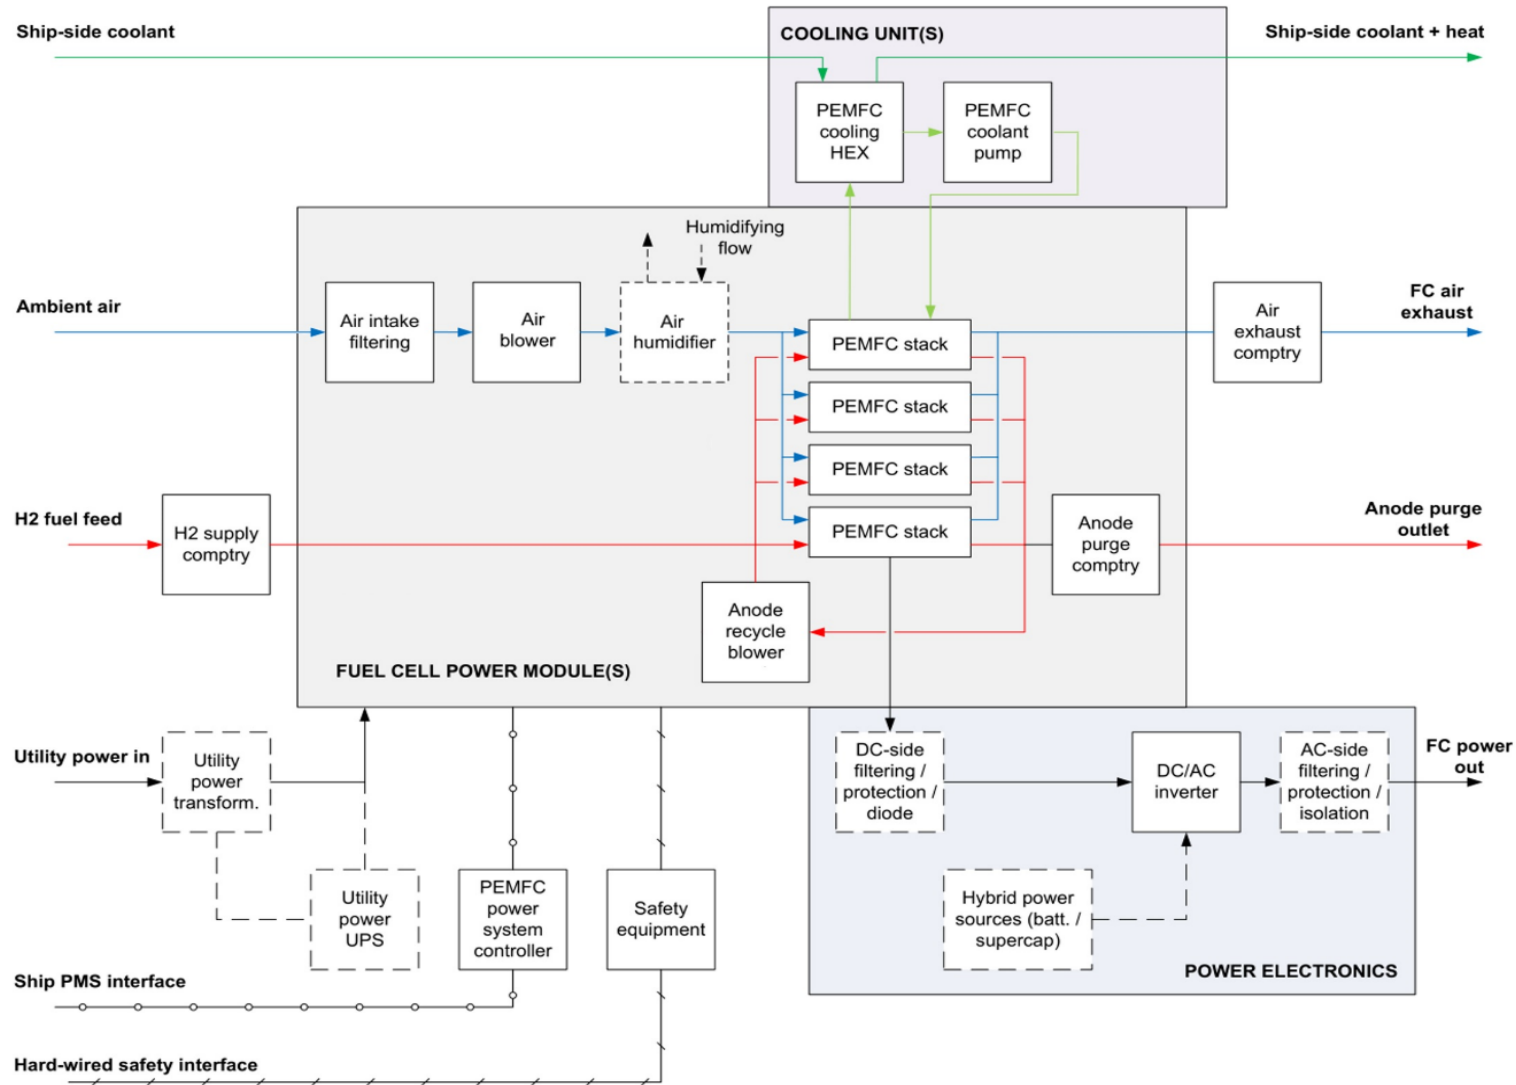 Ship-side coolant
COOLING UNIT(S)
Ship-side coolant + heat
PEMFC
cooling
HEX
PEMFC
coolant
pump
Humidifying
flow
Ambient air
Air intake
filtering
Air
blower
Air
humidifier
PEMFC stack
PEMFC stack
PEMFC stack
PEMFC stack
Air
exhaust
comptry
FC air
exhaust
H2 fuel feed
H2 supply
comptry
Anode
purge
comptry
Anode purge
outlet
Anode
recycle
blower
FUEL CELL POWER MODULE(S)
Utility power in
Utility
power
transform.
Utility
power
UPS
PEMFC
power
system
controller
Safety
equipment
DC-side
filtering /
protection /
diode
DC/AC
inverter
AC-side
filtering /
protection /
isolation
FC power
out
Hybrid power
sources (batt. /
supercap)
POWER ELECTRONICS
Ship PMS interface
Hard-wired safety interface